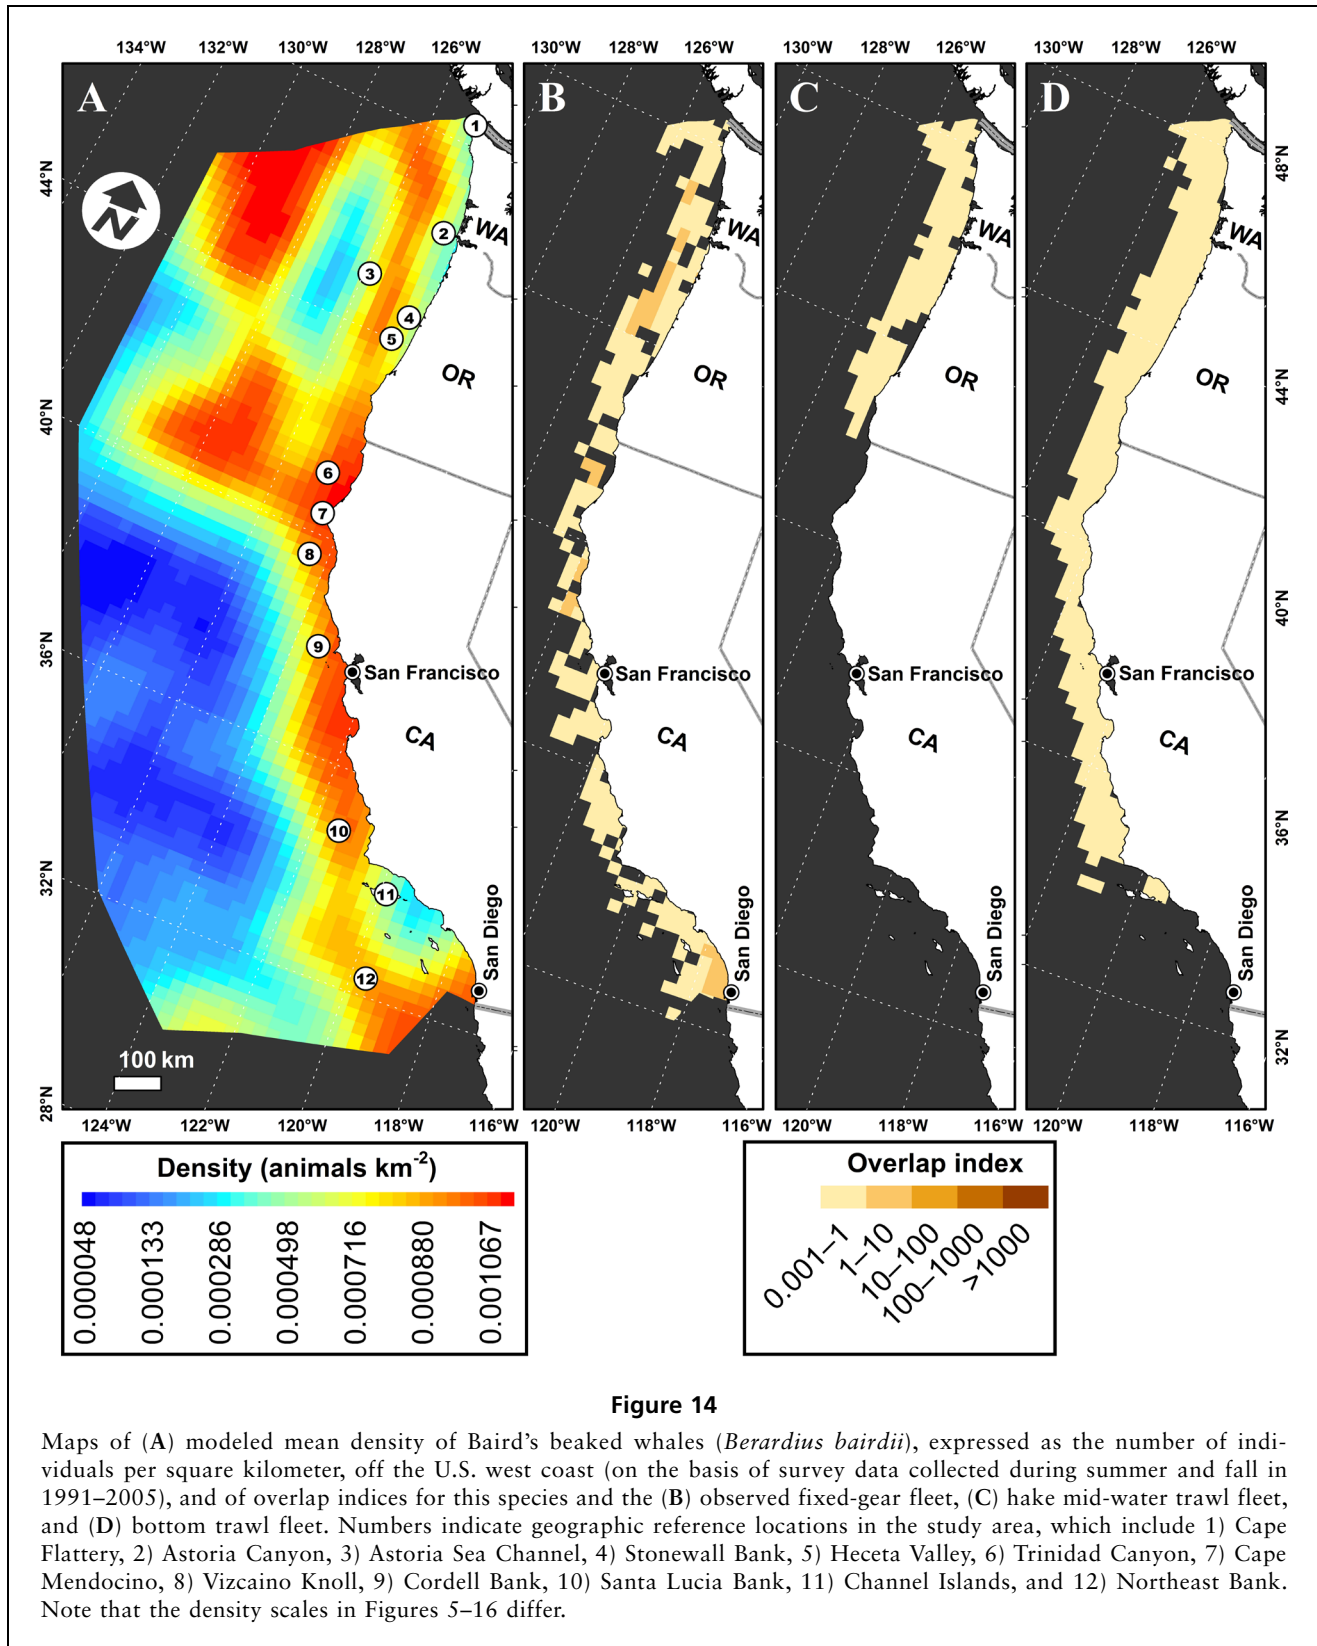 134°W 132°W 130°W 128°W 126°W
130°W 128°W 126°W
130°W 128°W 126°W
130°W 128°W 126°W
A
B
C
D
44°N
40°N
36°N
32°N
28°N
N
1
2
3
4
5
6
7
8
9
10
11
12
WA
OR
CA
San Francisco
San Diego
100 km
WA
OR
CA
San Francisco
San Diego
WA
OR
CA
San Francisco
San Diego
WA
OR
CA
San Francisco
San Diego
48°N
44°N
40°N
36°N
32°N
124°W 122°W 120°W 118°W 116°W
120°W 118°W 116°W
120°W 118°W 116°W
120°W 118°W 116°W
Density (animals km-2)
0.000048
0.000133
0.000286
0.000498
0.000716
0.000880
0.001067
Overlap index
0.001–1
1–10
10–100
100–1000
>1000
Figure 14
Maps of (A) modeled mean density of Baird's beaked whales (Berardius bairdii), expressed as the number of indi-
viduals per square kilometer, off the U.S. west coast (on the basis of survey data collected during summer and fall in
1991–2005), and of overlap indices for this species and the (B) observed fixed-gear fleet, (C) hake mid-water trawl fleet,
and (D) bottom trawl fleet. Numbers indicate geographic reference locations in the study area, which include 1) Cape
Flattery, 2) Astoria Canyon, 3) Astoria Sea Channel, 4) Stonewall Bank, 5) Heceta Valley, 6) Trinidad Canyon, 7) Cape
Mendocino, 8) Vizcaino Knoll, 9) Cordell Bank, 10) Santa Lucia Bank, 11) Channel Islands, and 12) Northeast Bank.
Note that the density scales in Figures 5–16 differ.